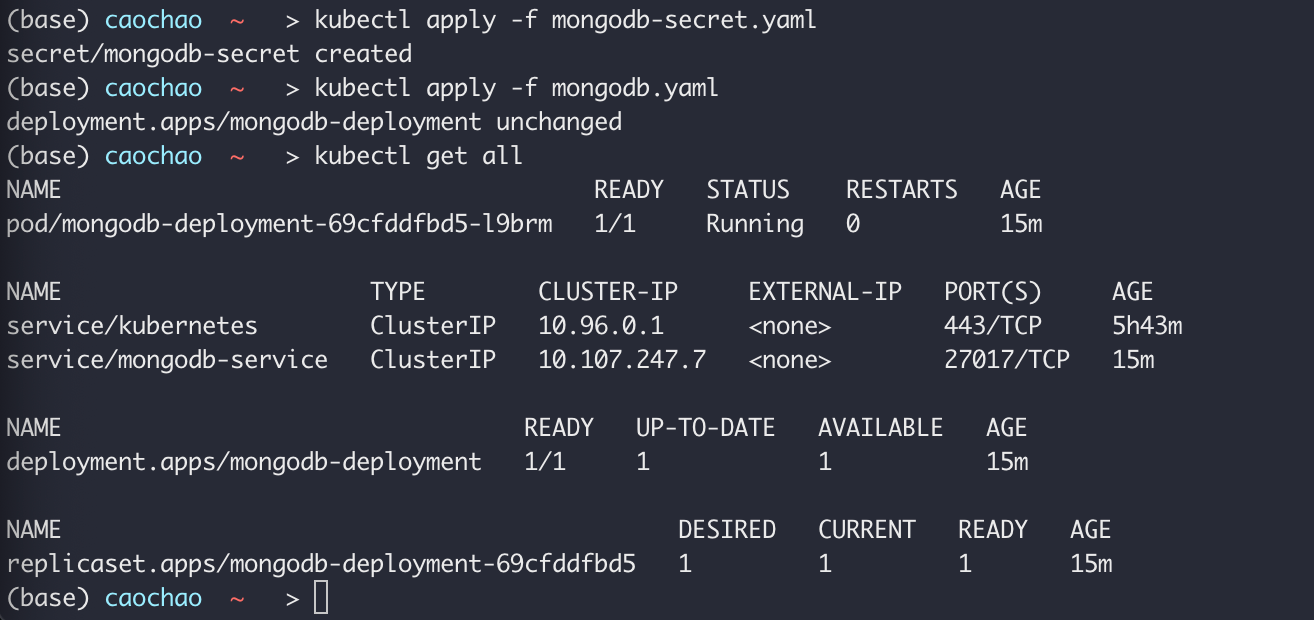 (base) caochao ~ > kubectl apply -f mongodb-secret.yaml
secret/mongodb-secret created
(base) caochao ~ > kubectl apply -f mongodb.yaml
deployment.apps/mongodb-deployment unchanged
(base) caochao ~ > kubectl get all
NAME READY STATUS RESTARTS AGE
pod/mongodb-deployment-69cfddfbd5-l9brm 1/1 Running 0 15m
NAME TYPE CLUSTER-IP EXTERNAL-IP PORT(S) AGE
service/kubernetes ClusterIP 10.96.0.1 <none> 443/TCP 5h43m
service/mongodb-service ClusterIP 10.107.247.7 <none> 27017/TCP 15m
NAME READY UP-TO-DATE AVAILABLE AGE
deployment.apps/mongodb-deployment 1/1 1 1 15m
NAME DESIRED CURRENT READY AGE
replicaset.apps/mongodb-deployment-69cfddfbd5 1 1 1 15m
(base) caochao ~ >